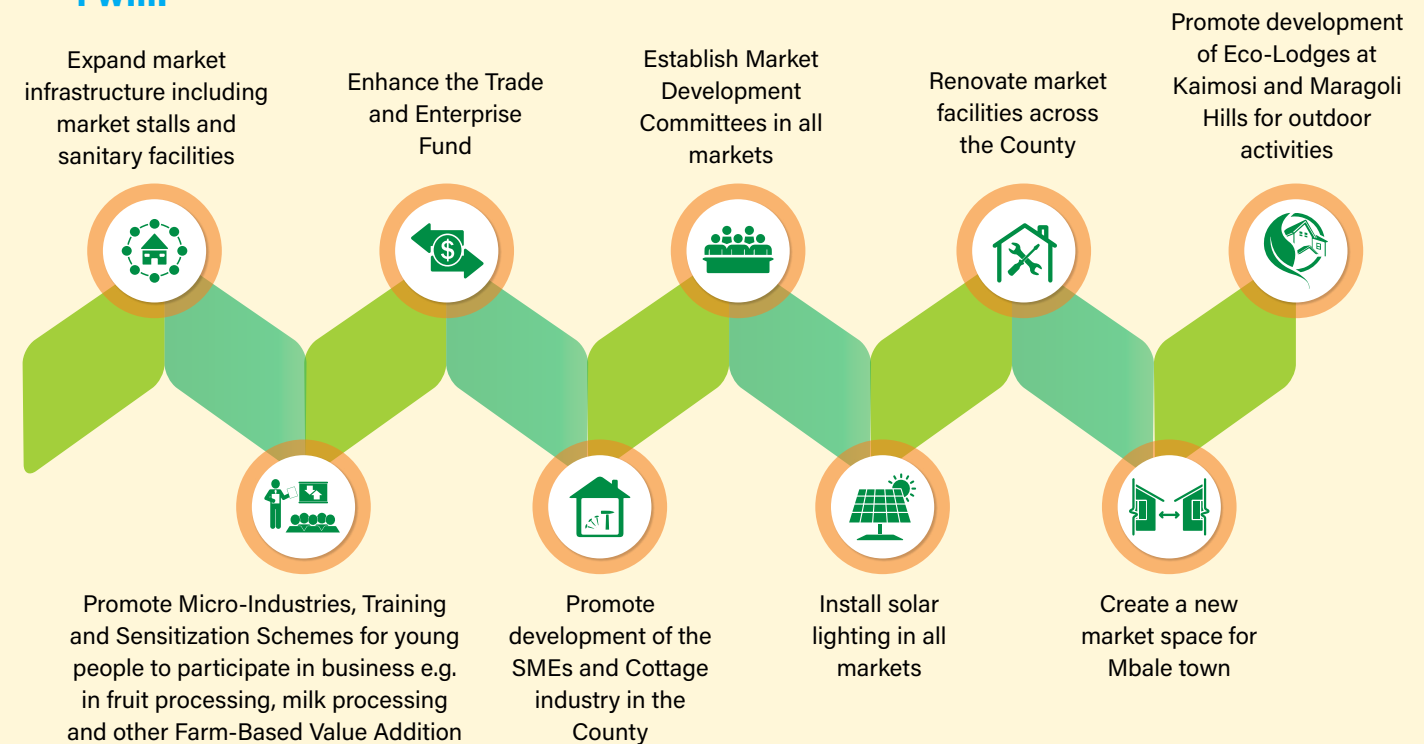 I will:
Expand market
infrastructure including
market stalls and
sanitary facilities
Enhance the Trade
and Enterprise
Fund
Establish Market
Development
Committees in all
markets
Renovate market
facilities across
the County
Promote development
of Eco-Lodges at
Kaimosi and Maragoli
Hills for outdoor
activities
$
Promote Micro-Industries, Training
and Sensitization Schemes for young
people to participate in business e.g.
in fruit processing, milk processing
and other Farm-Based Value Addition
Promote
development of the
SMEs and Cottage
industry in the
County
Install solar
lighting in all
markets
Create a new
market space for
Mbale town